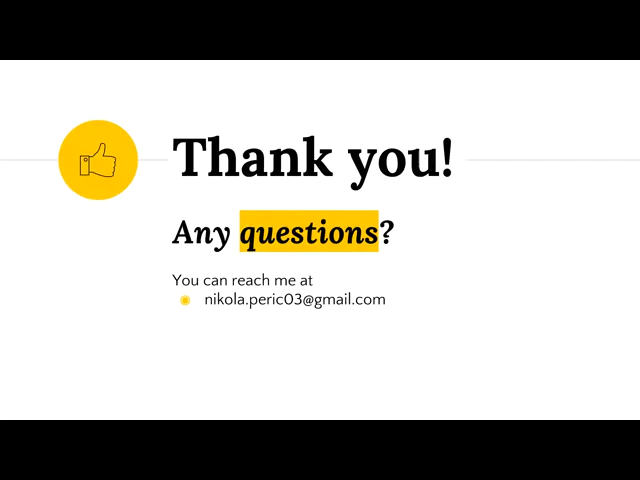 Thank you!
Any questions?
You can reach me at
nikola.peric03@gmail.com